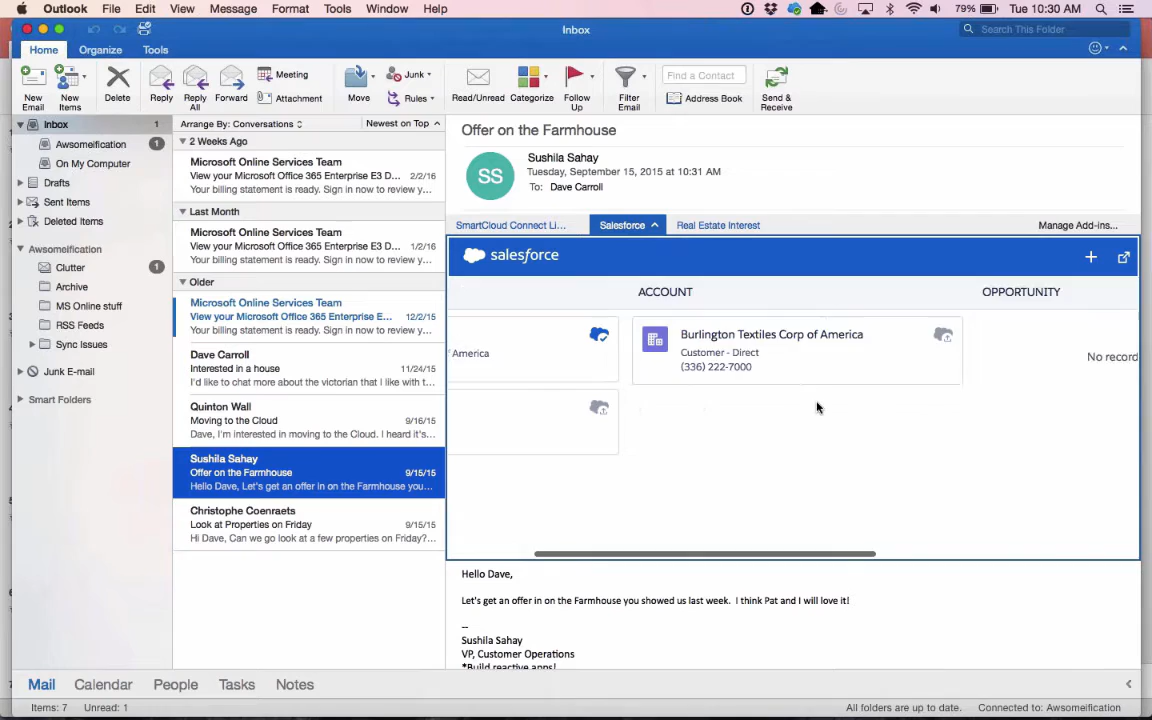 Outlook File Edit View Message Format Tools Window Help
79% Tue 10:30 AM
Inbox
Search This Folder
Home Organize Tools
New Email
New Items
Delete
Reply
Reply All
Forward
Meeting
Attachment
Move
Junk
Rules
Read/Unread
Categorize
Follow Up
Filter Email
Find a Contact
Address Book
Send & Receive
Inbox 1
Awsomeification 1
On My Computer
Drafts
Sent Items
Deleted Items
Awsomeification
Clutter 1
Archive
MS Online stuff
RSS Feeds
Sync Issues
Junk E-mail
Smart Folders
Arrange By: Conversations Newest on Top
2 Weeks Ago
Microsoft Online Services Team
View your Microsoft Office 365 Enterprise E3 D... 2/2/16
Your billing statement is ready. Sign in now to review y...
Last Month
Microsoft Online Services Team
View your Microsoft Office 365 Enterprise E3 D... 1/2/16
Your billing statement is ready. Sign in now to review y...
Older
Microsoft Online Services Team
View your Microsoft Office 365 Enterprise E... 12/2/15
Your billing statement is ready. Sign in now to review y...
Dave Carroll
Interested in a house 11/24/15
I'd like to chat more about the victorian that I like with t...
Quinton Wall
Moving to the Cloud 9/16/15
Dave, I'm interested in moving to the Cloud. I heard it's...
Sushila Sahay
Offer on the Farmhouse 9/15/15
Hello Dave, Let's get an offer in on the Farmhouse you...
Christophe Coenraets
Look at Properties on Friday 9/15/15
Hi Dave, Can we go look at a few properties on Friday?...
Offer on the Farmhouse
SS
Sushila Sahay
Tuesday, September 15, 2015 at 10:31 AM
To: Dave Carroll
SmartCloud Connect Li... Salesforce Real Estate Interest Manage Add-ins...
salesforce
ACCOUNT OPPORTUNITY
America
Burlington Textiles Corp of America
Customer - Direct
(336) 222-7000
No record
Hello Dave,
Let's get an offer in on the Farmhouse you showed us last week. I think Pat and I will love it!
--
Sushila Sahay
VP, Customer Operations
*Build reactive apps!
Mail Calendar People Tasks Notes
Items: 7 Unread: 1 All folders are up to date. Connected to: Awsomeification